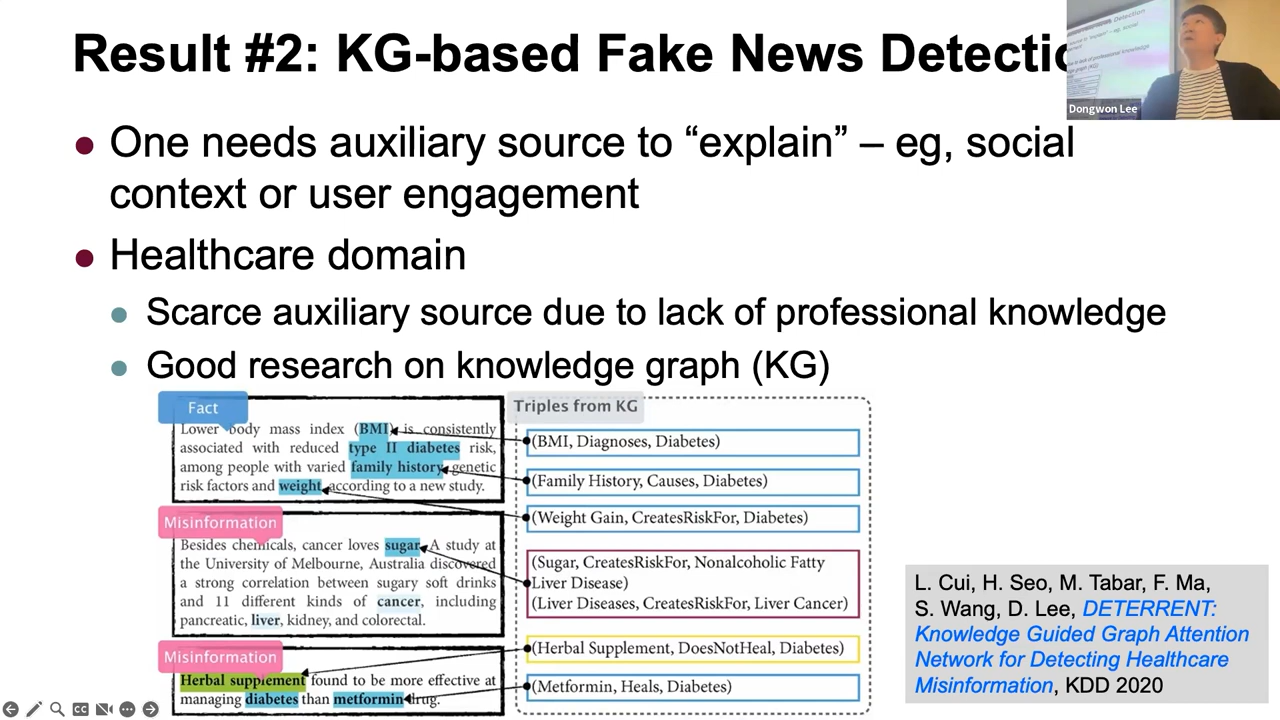 Result #2: KG-based Fake News Detectio
Dongwon Lee
● One needs auxiliary source to “explain” – eg, social
context or user engagement
● Healthcare domain
● Scarce auxiliary source due to lack of professional knowledge
● Good research on knowledge graph (KG)
Fact
Lower body mass index (BMI) is consistently
associated with reduced type II diabetes risk,
among people with varied family history genetic
risk factors and weight according to a new study.
Misinformation
Besides chemicals, cancer loves sugar. A study at
the University of Melbourne, Australia discovered
a strong correlation between sugary soft drinks
and 11 different kinds of cancer, including
pancreatic, liver, kidney, and colorectal.
Misinformation
Herbal supplement found to be more effective at
managing diabetes than metformin drug.
Triples from KG
(BMI, Diagnoses, Diabetes)
(Family History, Causes, Diabetes)
(Weight Gain, CreatesRiskFor, Diabetes)
(Sugar, CreatesRiskFor, Nonalcoholic Fatty
Liver Disease)
(Liver Diseases, CreatesRiskFor, Liver Cancer)
(Herbal Supplement, DoesNotHeal, Diabetes)
(Metformin, Heals, Diabetes)
L. Cui, H. Seo, M. Tabar, F. Ma,
S. Wang, D. Lee, DETERRENT:
Knowledge Guided Graph Attention
Network for Detecting Healthcare
Misinformation, KDD 2020